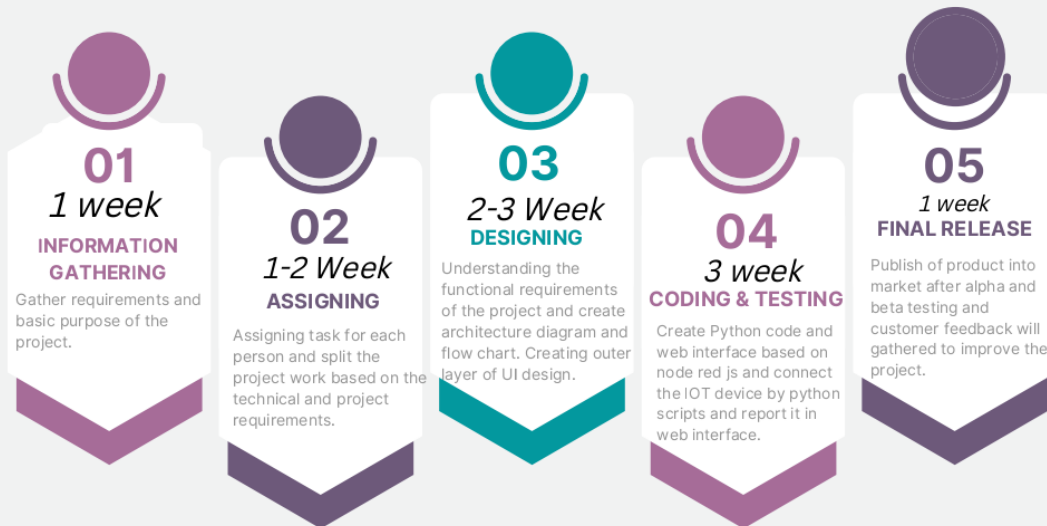 01
1 week
INFORMATION
GATHERING
Gather requirements and
basic purpose of the
project.
02
1-2 Week
ASSIGNING
Assigning task for each
person and split the
project work based on the
technical and project
requirements.
03
2-3 Week
DESIGNING
Understanding the
functional requirements
of the project and create
architecture diagram and
flow chart. Creating outer
layer of UI design.
04
3 week
CODING & TESTING
Create Python code and
web interface based on
node red js and connect
the IOT device by python
scripts and report it in
web interface.
05
1 week
FINAL RELEASE
Publish of product into
market after alpha and
beta testing and
customer feedback will
gathered to improve the
project.